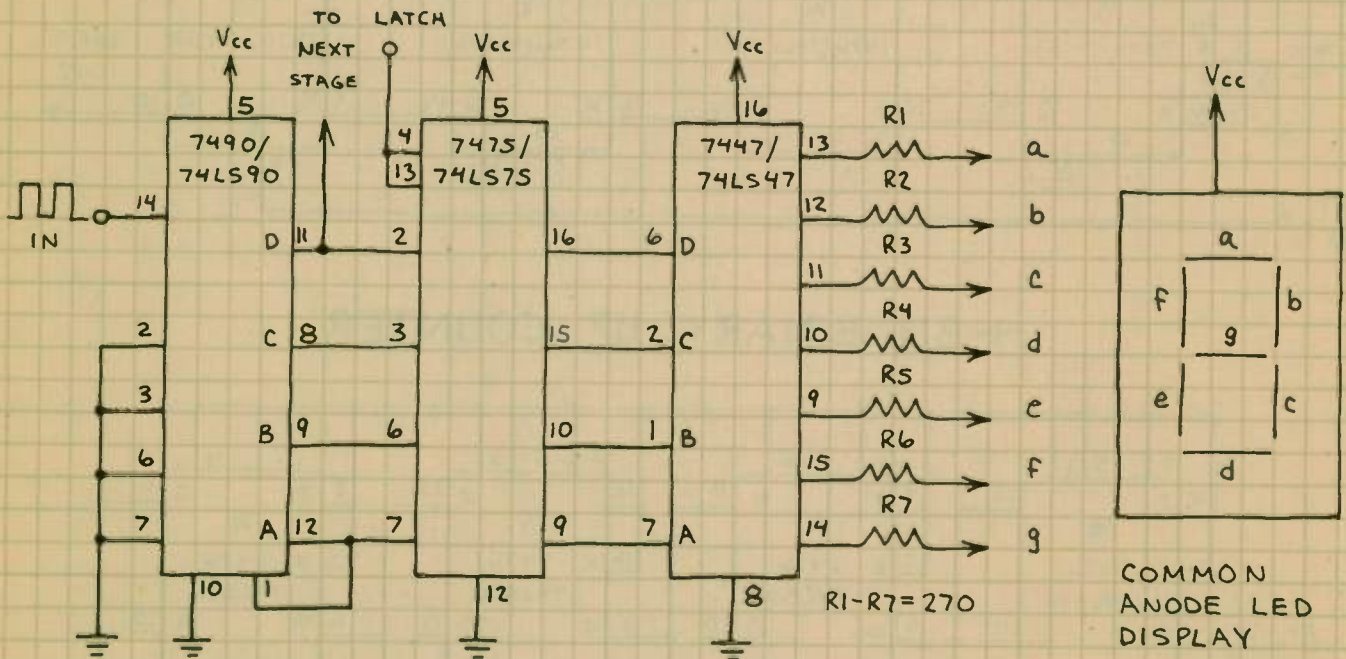 TO LATCH
NEXT
STAGE
Vcc
Vcc
Vcc
Vcc
5
5
16
7490/
74LS90
7475/
74LS75
7447/
74LS47
4
13
14
IN
D 11 2 16 6 D
C 8 3 15 2 C
B 9 6 10 1 B
A 12 7 9 7 A
2
3
6
7
10
1
12
8
R1
13 a
R2
12 b
R3
11 c
R4
10 d
R5
9 e
R6
15 f
R7
14 g
R1-R7=270
a
f b
g
e c
d
COMMON
ANODE LED
DISPLAY